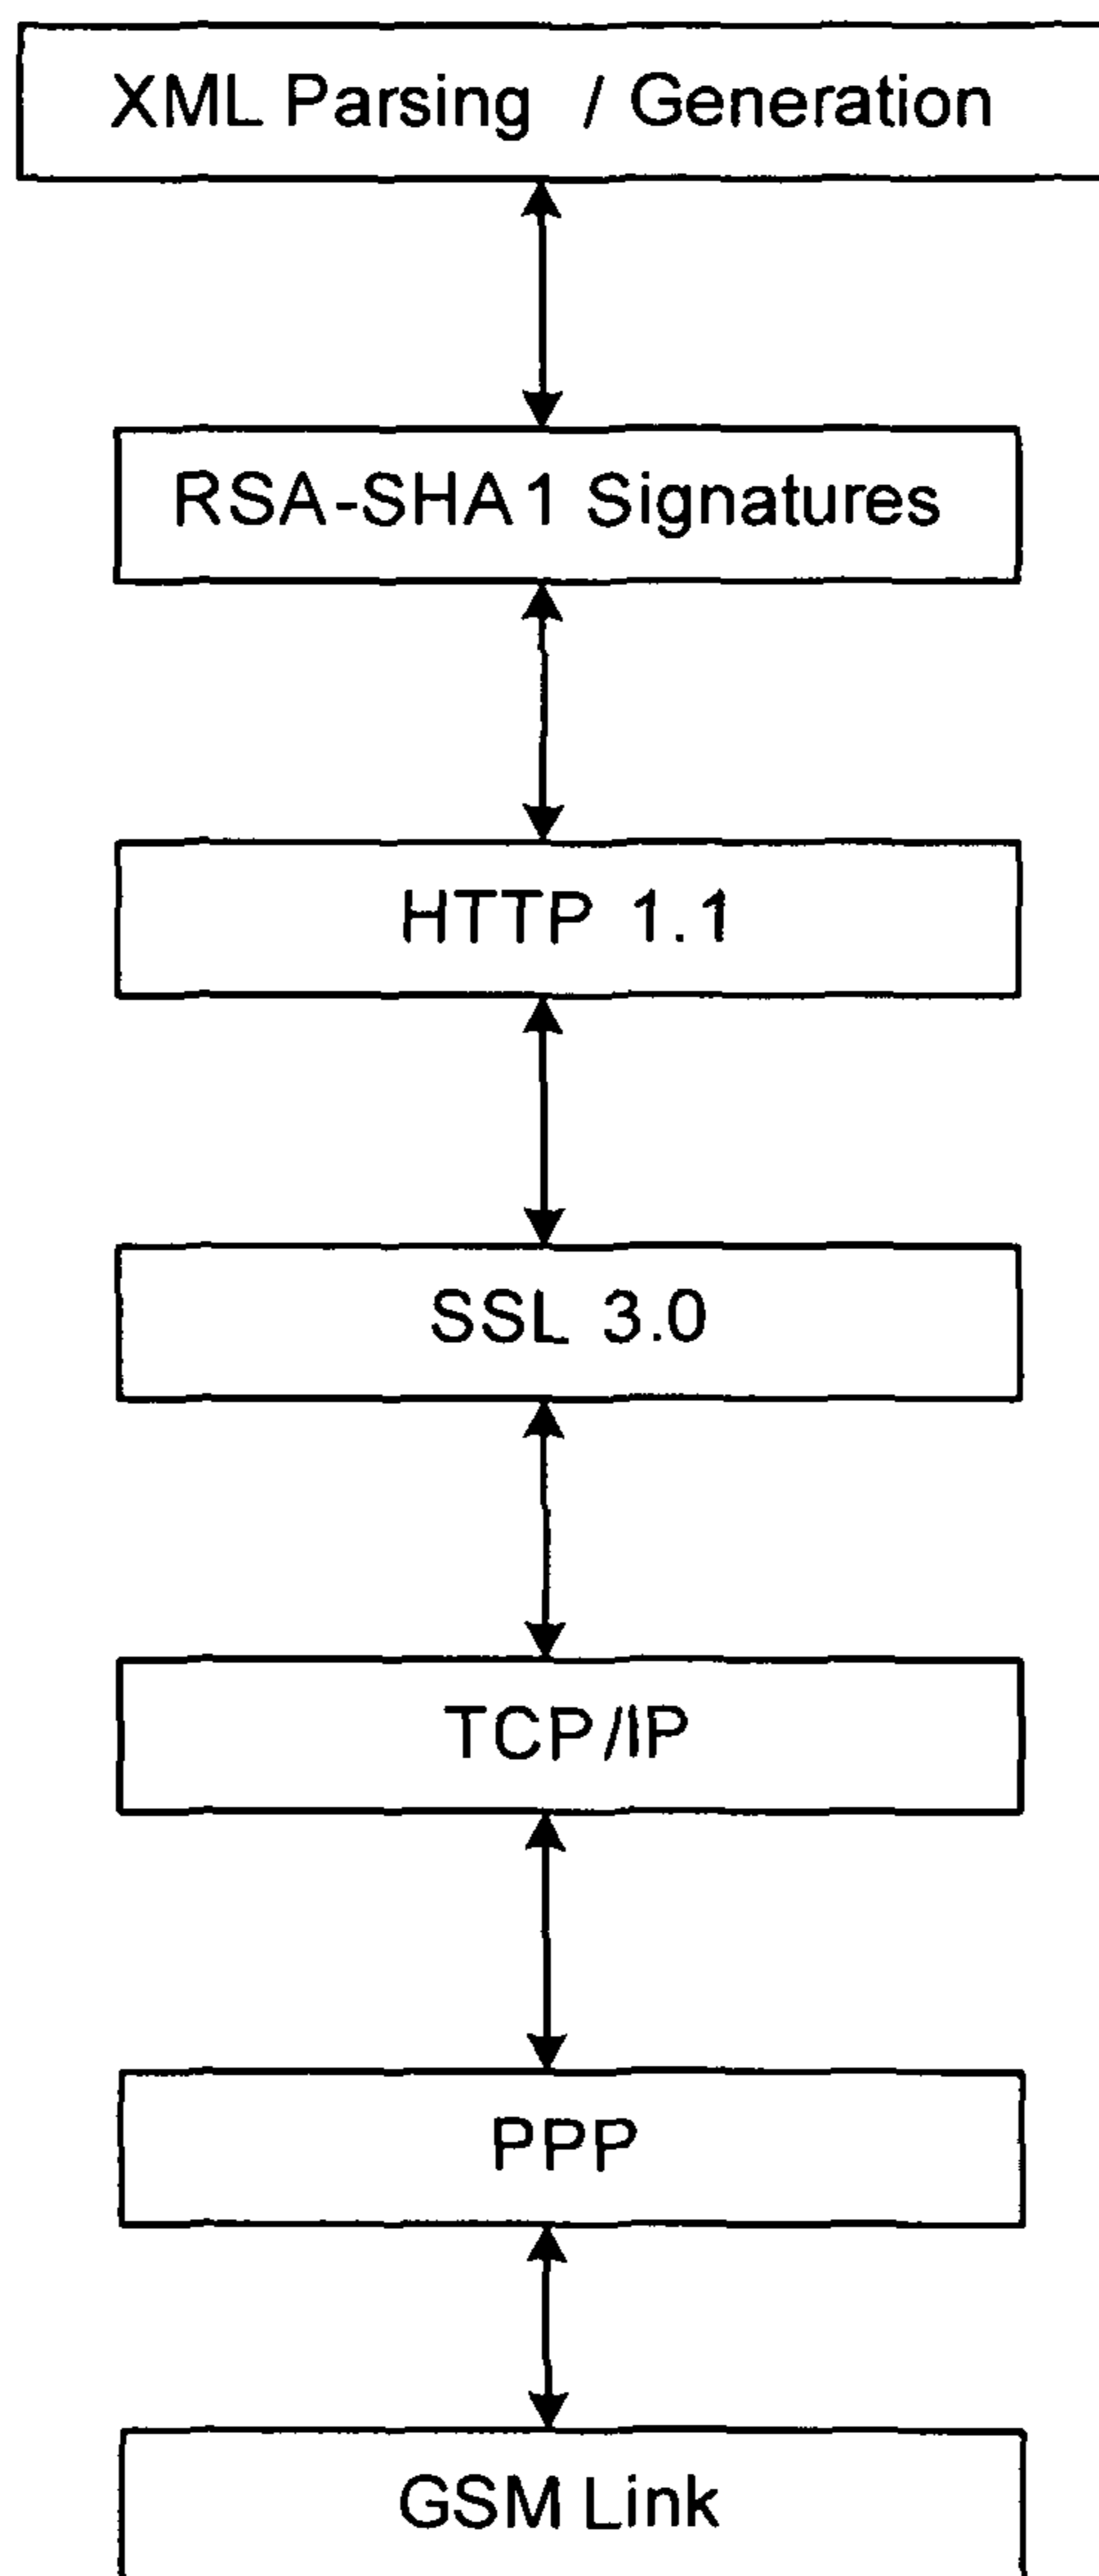 XML Parsing / Generation
RSA-SHA1 Signatures
HTTP 1.1
SSL 3.0
TCP/IP
PPP
GSM Link